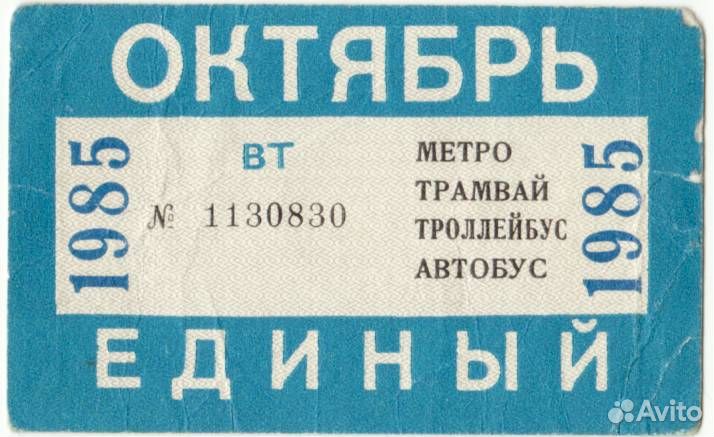 ОКТЯБРЬ
1985
ВТ
№ 1130830
МЕТРО
ТРАМВАЙ
ТРОЛЛЕЙБУС
АВТОБУС
1985
ЕДИНЫЙ
Avito